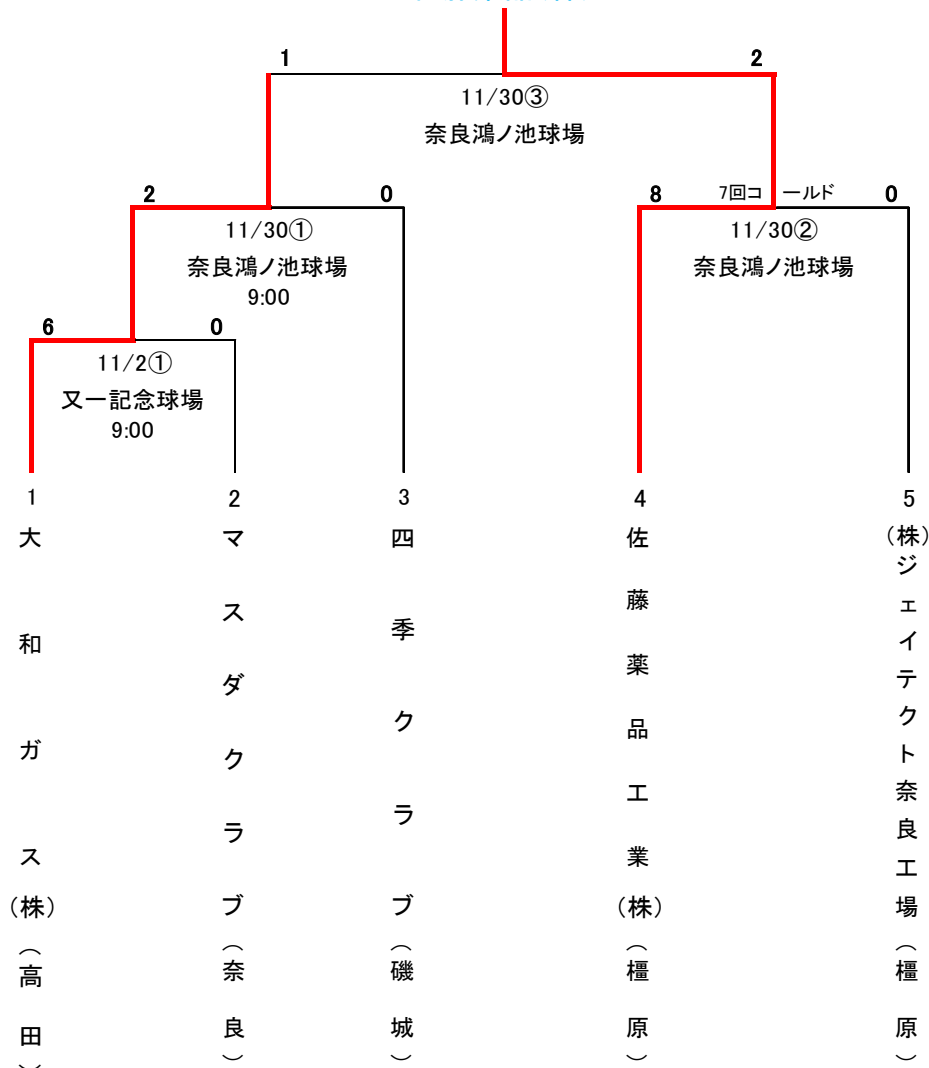 1
2
11/30③
奈良鴻ノ池球場
2
0
8
7回コールド
0
11/30①
奈良鴻ノ池球場
9:00
11/30②
奈良鴻ノ池球場
6
0
11/2①
又一記念球場
9:00
1
2
3
4
5
大和ガス(株)(高田)
マスダクラブ(奈良)
四季クラブ(磯城)
佐藤薬品工業(株)(橿原)
(株)ジェイテクト奈良工場(橿原)